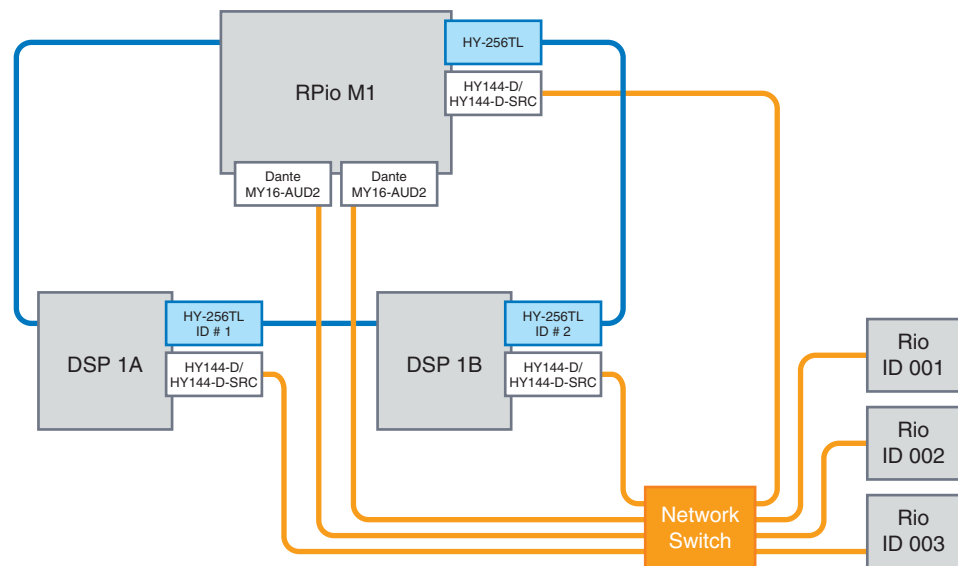 HY-256TL
RPio M1
HY144-D/
HY144-D-SRC
Dante
MY16-AUD2
Dante
MY16-AUD2
HY-256TL
ID # 1
DSP 1A
HY144-D/
HY144-D-SRC
HY-256TL
ID # 2
DSP 1B
HY144-D/
HY144-D-SRC
Rio
ID 001
Rio
ID 002
Network
Switch
Rio
ID 003